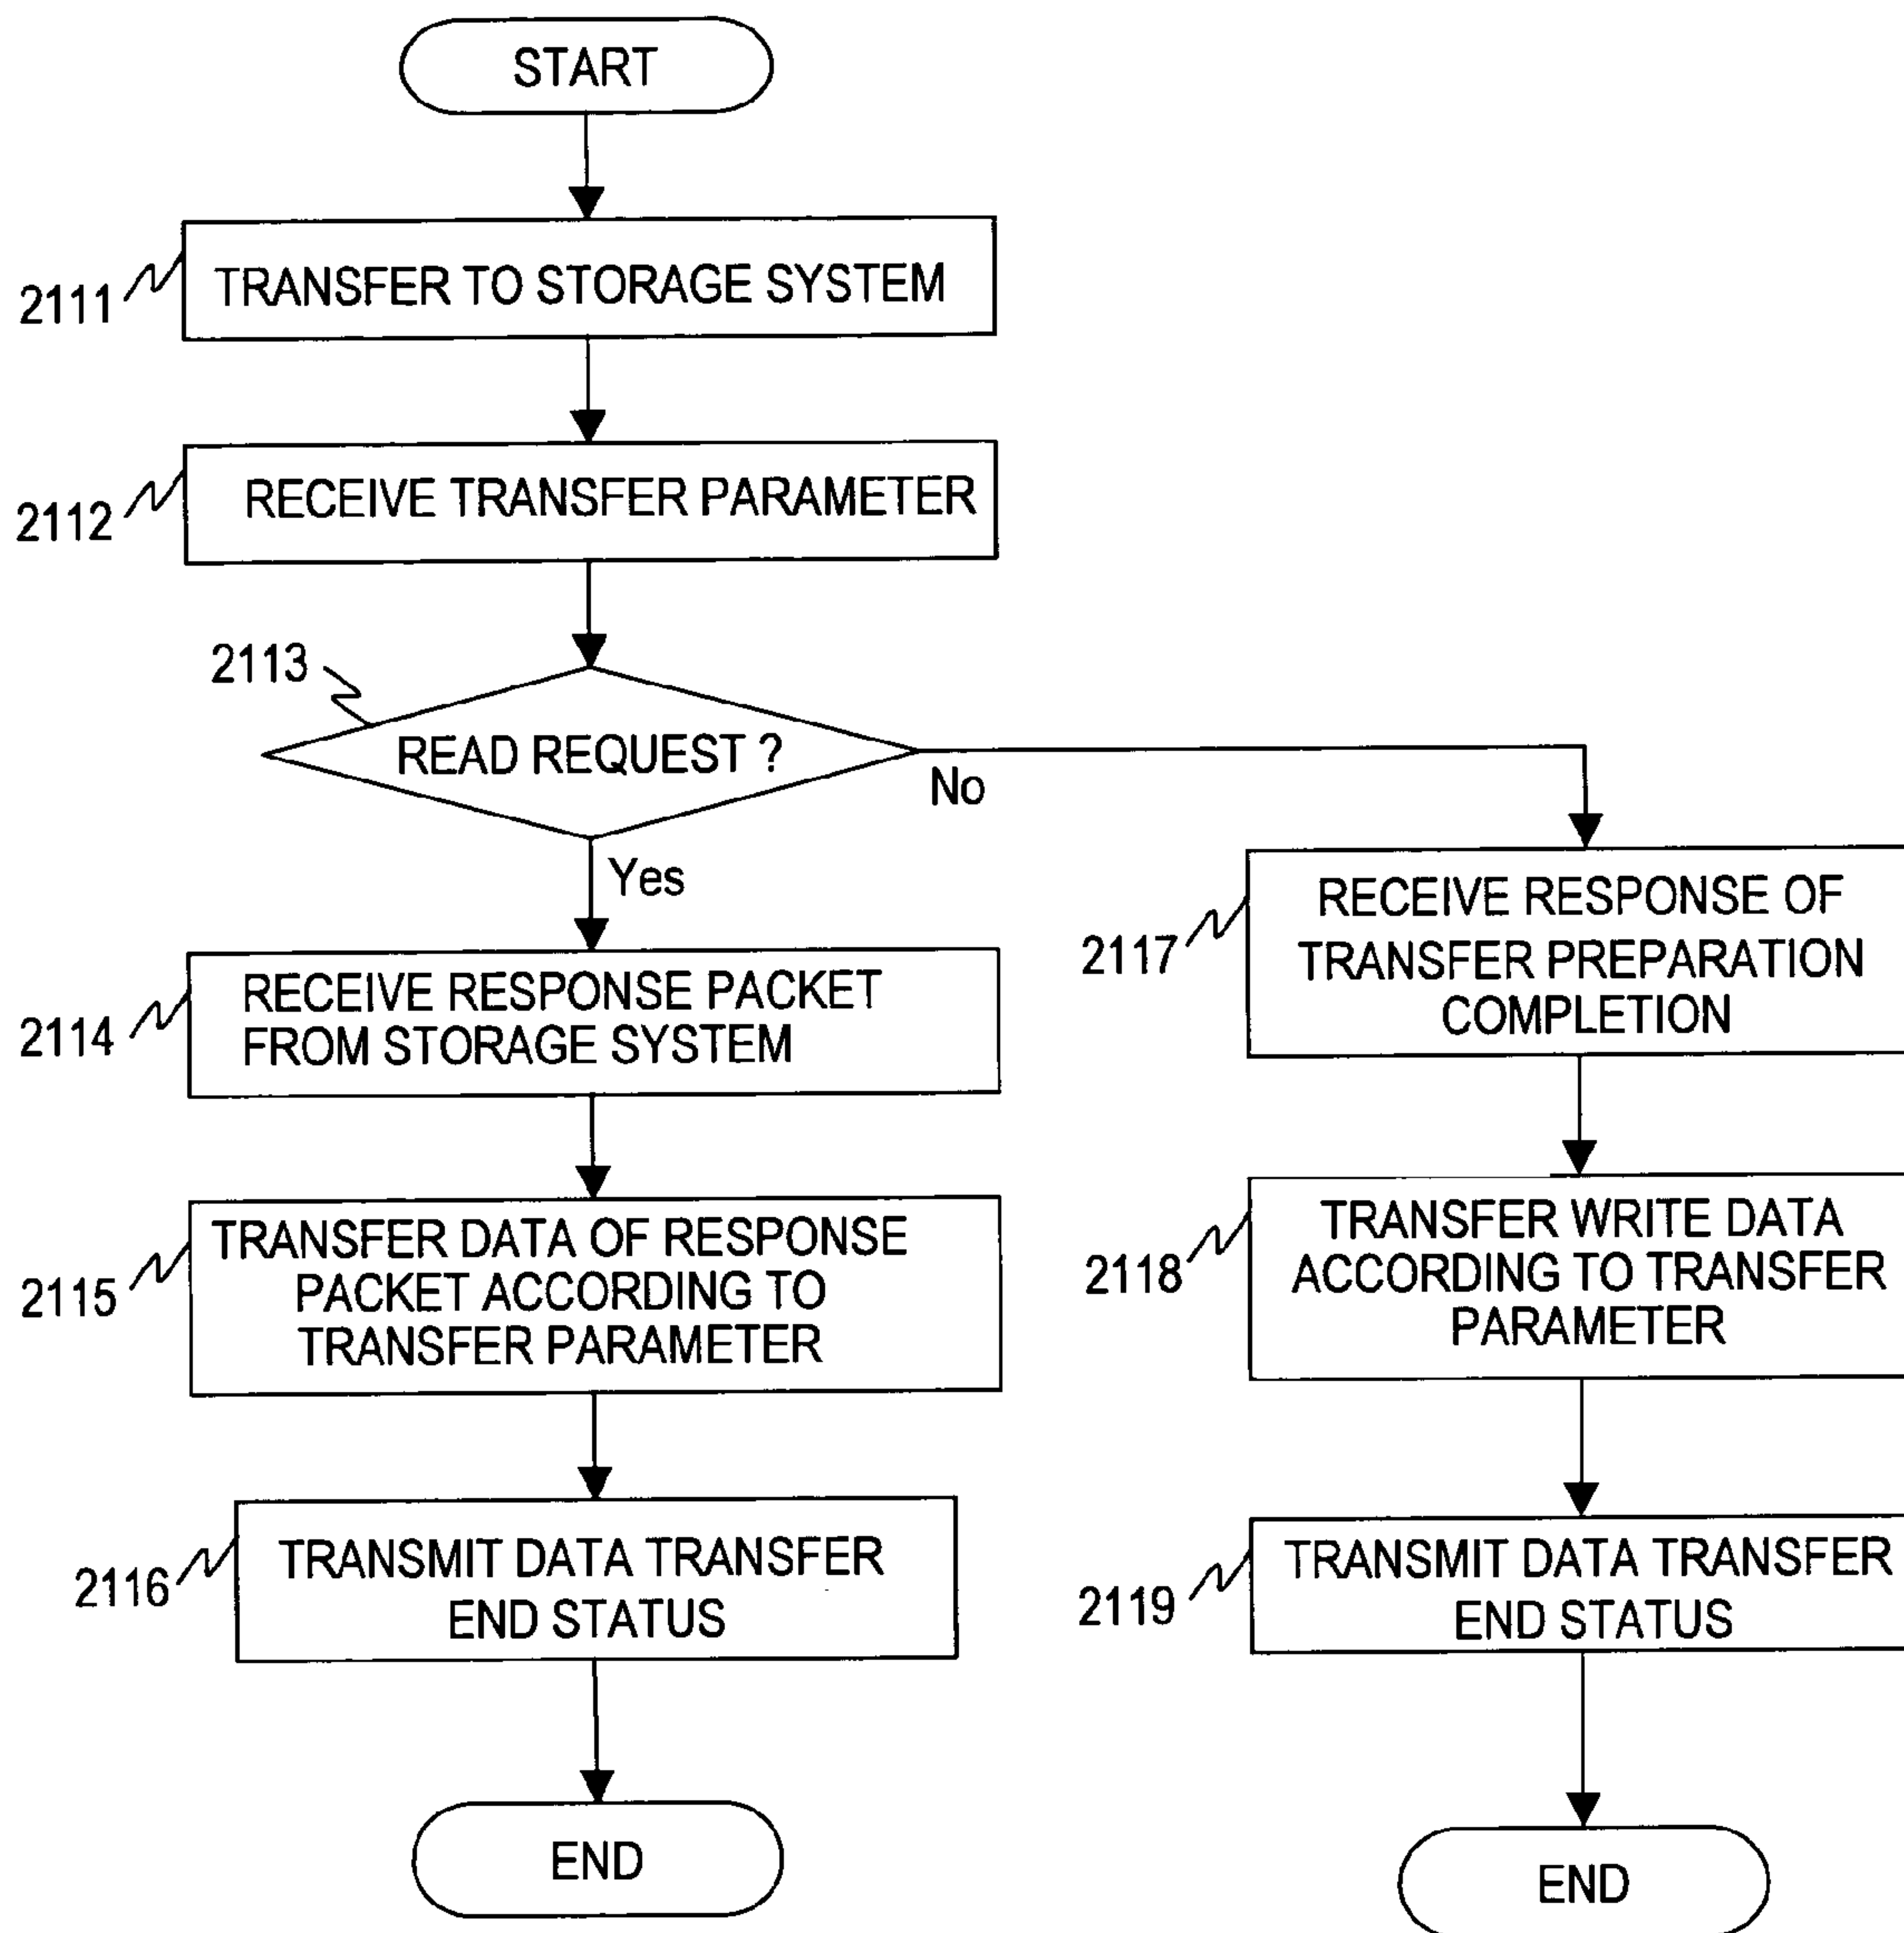 START
2111
TRANSFER TO STORAGE SYSTEM
2112
RECEIVE TRANSFER PARAMETER
2113
READ REQUEST ?
No
Yes
2114
RECEIVE RESPONSE PACKET
FROM STORAGE SYSTEM
2115
TRANSFER DATA OF RESPONSE
PACKET ACCORDING TO
TRANSFER PARAMETER
2116
TRANSMIT DATA TRANSFER
END STATUS
END
2117
RECEIVE RESPONSE OF
TRANSFER PREPARATION
COMPLETION
2118
TRANSFER WRITE DATA
ACCORDING TO TRANSFER
PARAMETER
2119
TRANSMIT DATA TRANSFER
END STATUS
END